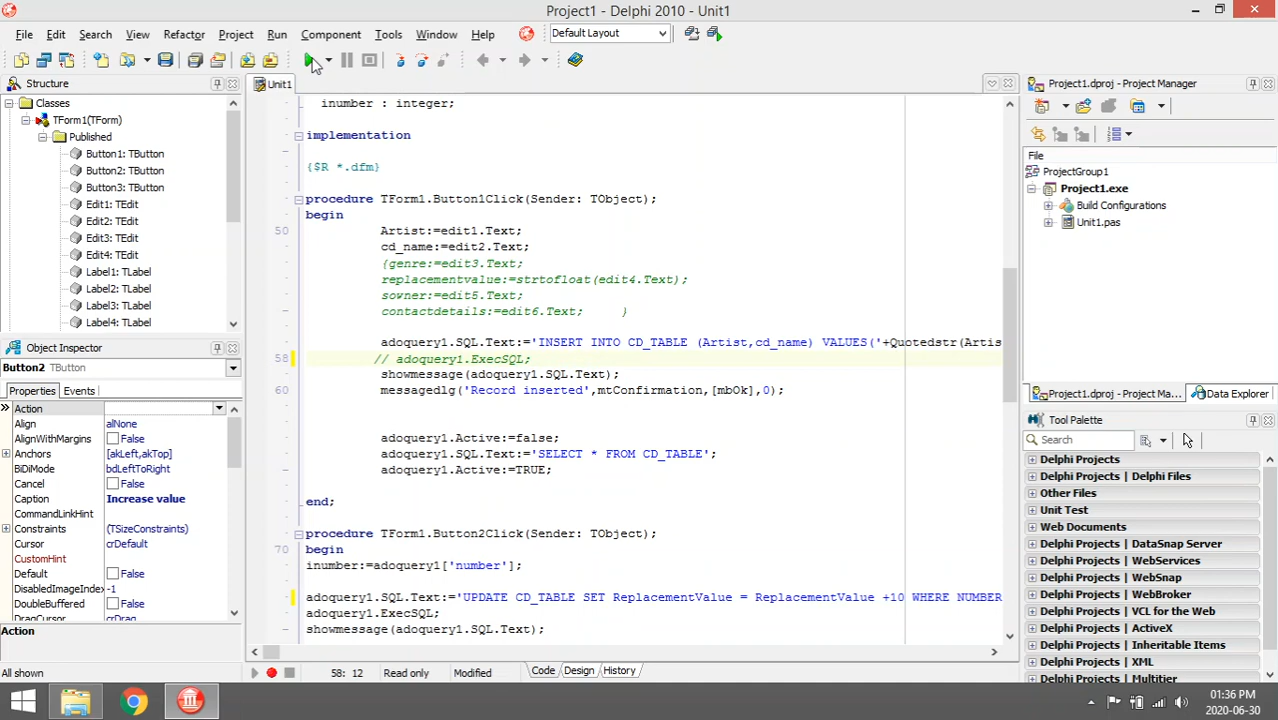 Project1 - Delphi 2010 - Unit1
File Edit Search View Refactor Project Run Component Tools Window Help
Default Layout
Structure
Classes
TForm1(TForm)
Published
Button1: TButton
Button2: TButton
Button3: TButton
Edit1: TEdit
Edit2: TEdit
Edit3: TEdit
Edit4: TEdit
Label1: TLabel
Label2: TLabel
Label3: TLabel
Label4: TLabel
Object Inspector
Button2 TButton
Properties Events
Action
Align alNone
AlignWithMargins False
Anchors [akLeft,akTop]
BiDiMode bdLeftToRight
Cancel False
Caption Increase value
CommandLinkHint
Constraints (TSizeConstraints)
Cursor crDefault
CustomHint
Default False
DisabledImageIndex -1
DoubleBuffered False
DragCursor crDrag
Action
All shown
Unit1
inumber : integer;
implementation
{$R *.dfm}
procedure TForm1.Button1Click(Sender: TObject);
begin
50 Artist:=edit1.Text;
cd_name:=edit2.Text;
{genre:=edit3.Text;
replacementvalue:=strtofloat(edit4.Text);
sowner:=edit5.Text;
contactdetails:=edit6.Text; }
adoquery1.SQL.Text:='INSERT INTO CD_TABLE (Artist,cd_name) VALUES('+Quotedstr(Artis
58 // adoquery1.ExecSQL;
showmessage(adoquery1.SQL.Text);
60 messagedlg('Record inserted',mtConfirmation,[mbOk],0);
adoquery1.Active:=false;
adoquery1.SQL.Text:='SELECT * FROM CD_TABLE';
adoquery1.Active:=TRUE;
end;
procedure TForm1.Button2Click(Sender: TObject);
70 begin
inumber:=adoquery1['number'];
adoquery1.SQL.Text:='UPDATE CD_TABLE SET ReplacementValue = ReplacementValue +10 WHERE NUMBER
adoquery1.ExecSQL;
showmessage(adoquery1.SQL.Text);
58: 12 Read only Modified Code Design History
Project1.dproj - Project Manager
File
ProjectGroup1
Project1.exe
Build Configurations
Unit1.pas
Project1.dproj - Project Ma... Data Explorer
Tool Palette
Search
Delphi Projects
Delphi Projects | Delphi Files
Other Files
Unit Test
Web Documents
Delphi Projects | DataSnap Server
Delphi Projects | WebServices
Delphi Projects | WebSnap
Delphi Projects | WebBroker
Delphi Projects | VCL for the Web
Delphi Projects | ActiveX
Delphi Projects | Inheritable Items
Delphi Projects | XML
Delphi Projects | Multitier
01:36 PM
2020-06-30